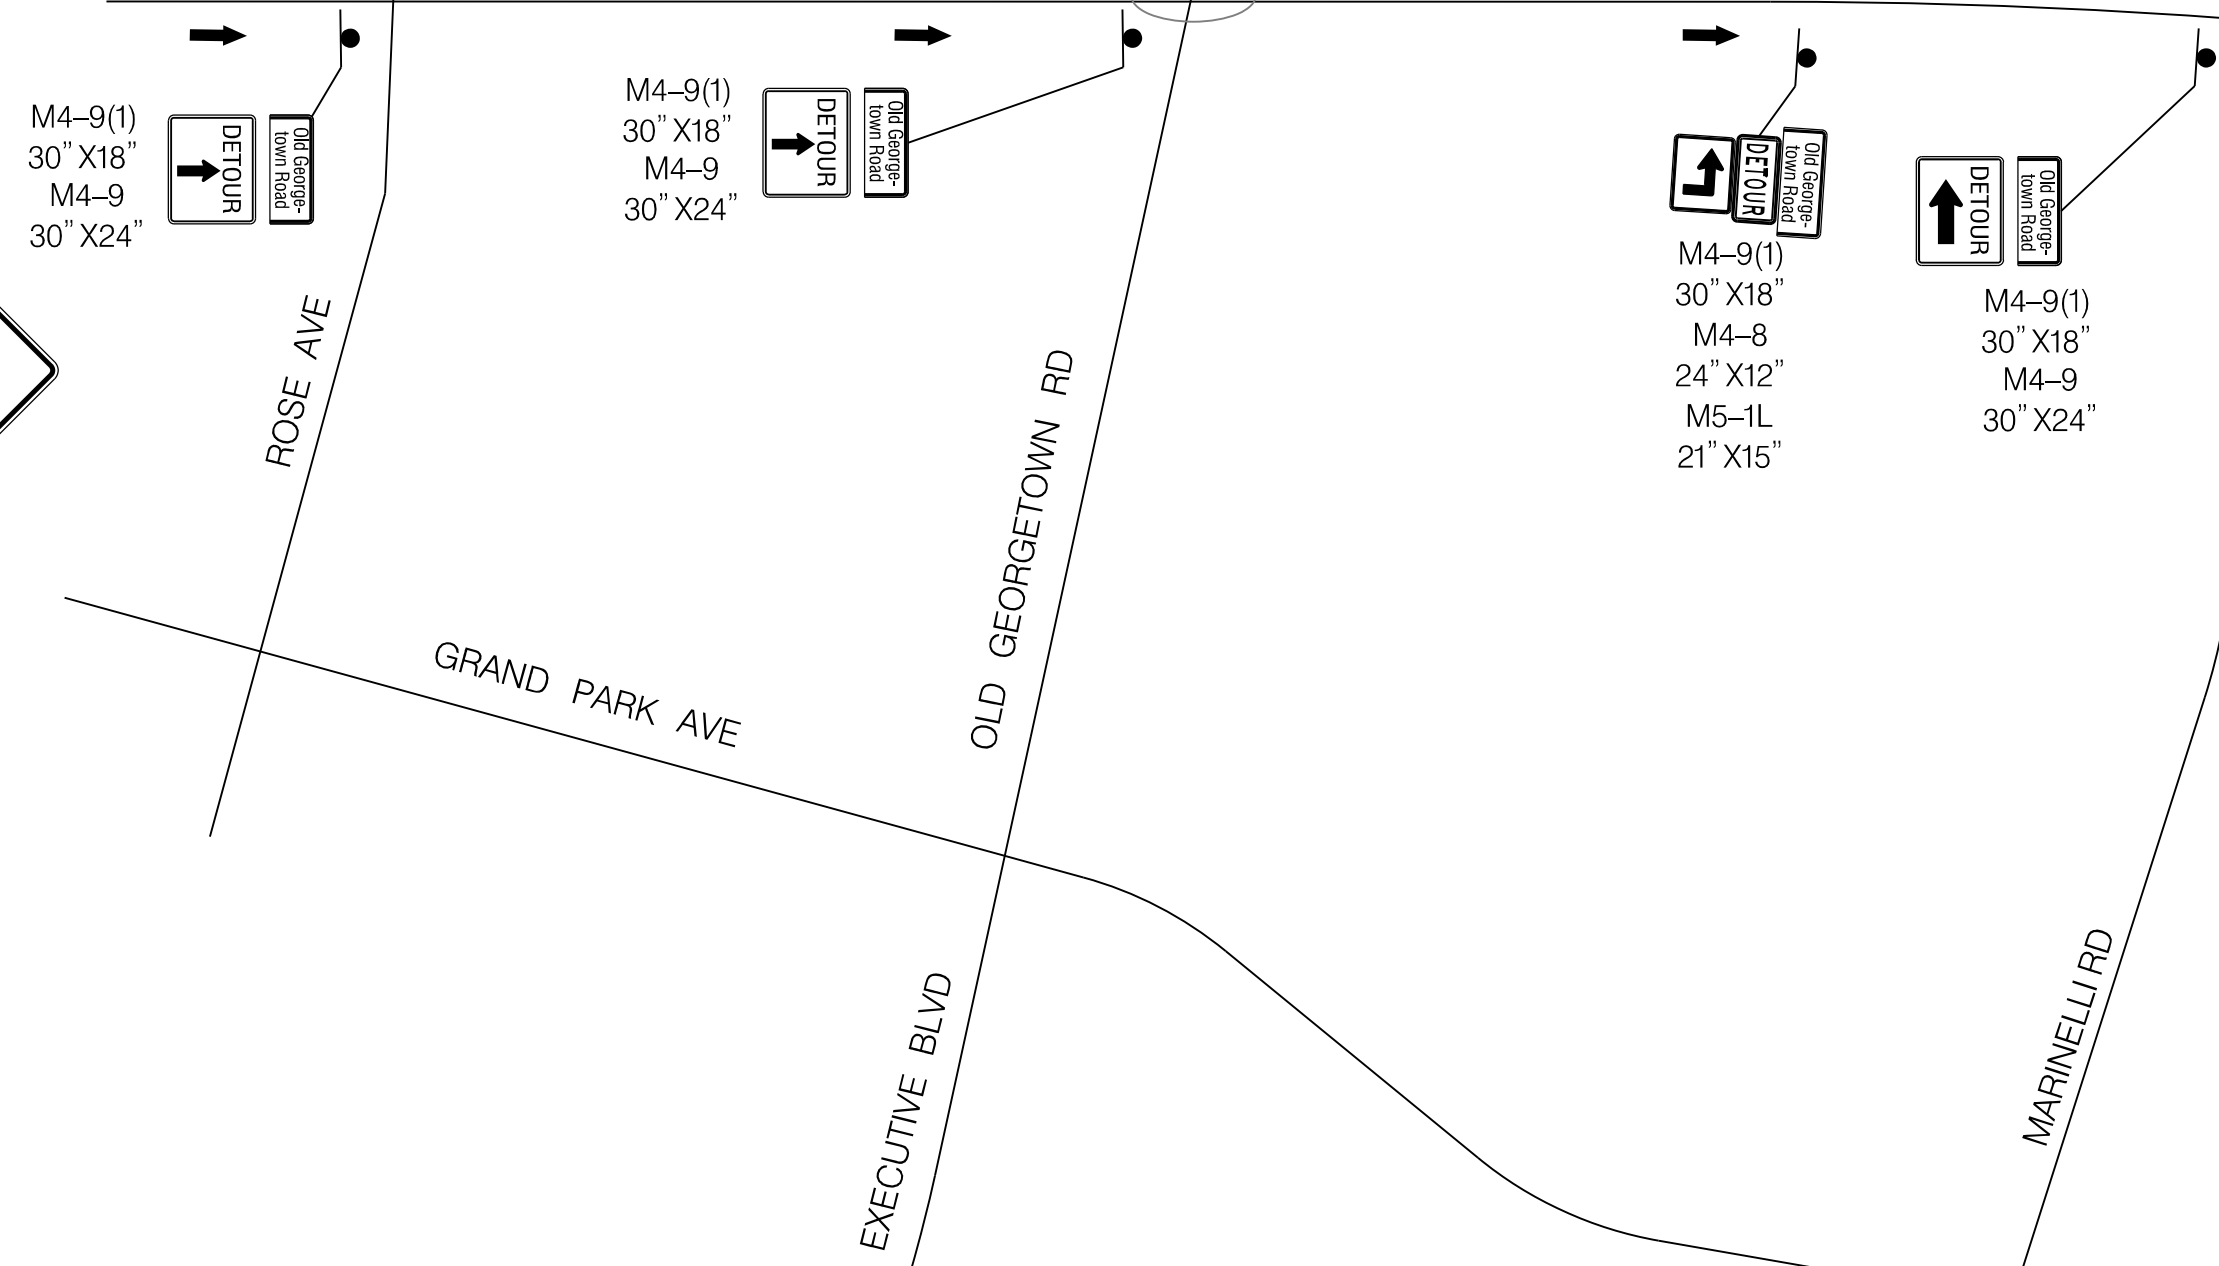 M4–9(1)
30” X18”
M4–9
30” X24”
DETOUR
Old George-
town Road
M4–9(1)
30” X18”
M4–9
30” X24”
DETOUR
Old George-
town Road
DETOUR
Old George-
town Road
M4–9(1)
30” X18”
M4–8
24” X12”
M5–1L
21” X15”
DETOUR
Old George-
town Road
M4–9(1)
30” X18”
M4–9
30” X24”
ROSE AVE
OLD GEORGETOWN RD
GRAND PARK AVE
EXECUTIVE BLVD
MARINELLI RD